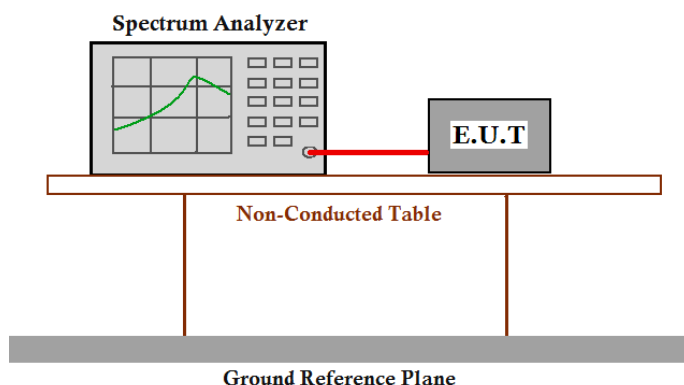 Spectrum Analyzer
E.U.T
Non-Conducted Table
Ground Reference Plane